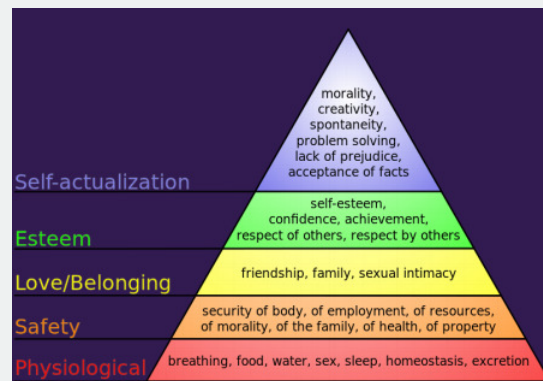 morality,
creativity,
spontaneity,
problem solving,
lack of prejudice,
acceptance of facts
Self-actualization
self-esteem,
confidence, achievement,
respect of others, respect by others
Esteem
friendship, family, sexual intimacy
Love/Belonging
security of body, of employment, of resources,
of morality, of the family, of health, of property
Safety
breathing, food, water, sex, sleep, homeostasis, excretion
Physiological